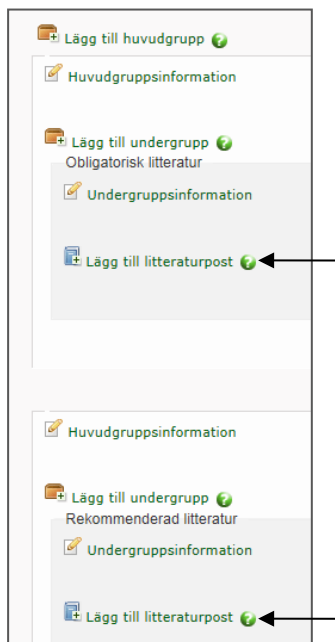 Lägg till huvudgrupp
Huvudgruppsinformation
Lägg till undergrupp
Obligatorisk litteratur
Undergruppsinformation
Lägg till litteraturpost
Huvudgruppsinformation
Lägg till undergrupp
Rekommenderad litteratur
Undergruppsinformation
Lägg till litteraturpost